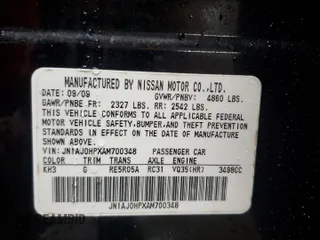 MANUFACTURED BY NISSAN MOTOR CO.,LTD.
DATE: 09/09 GVWR/PNBV: 4860 LBS.
GAWR/PNBE FR: 2327 LBS. RR: 2542 LBS.
THIS VEHICLE CONFORMS TO ALL APPLICABLE FEDERAL
MOTOR VEHICLE SAFETY, BUMPER, AND THEFT PREVENTION
STANDARDS IN EFFECT ON THE DATE OF MANUFACTURE
SHOWN ABOVE.
VIN: JN1AJ0HPXAM700348 PASSENGER CAR
COLOR TRIM TRANS AXLE ENGINE
KH3 G RE5R05A RC31 VQ35(HR) 3498CC
JN1AJ0HPXAM700348